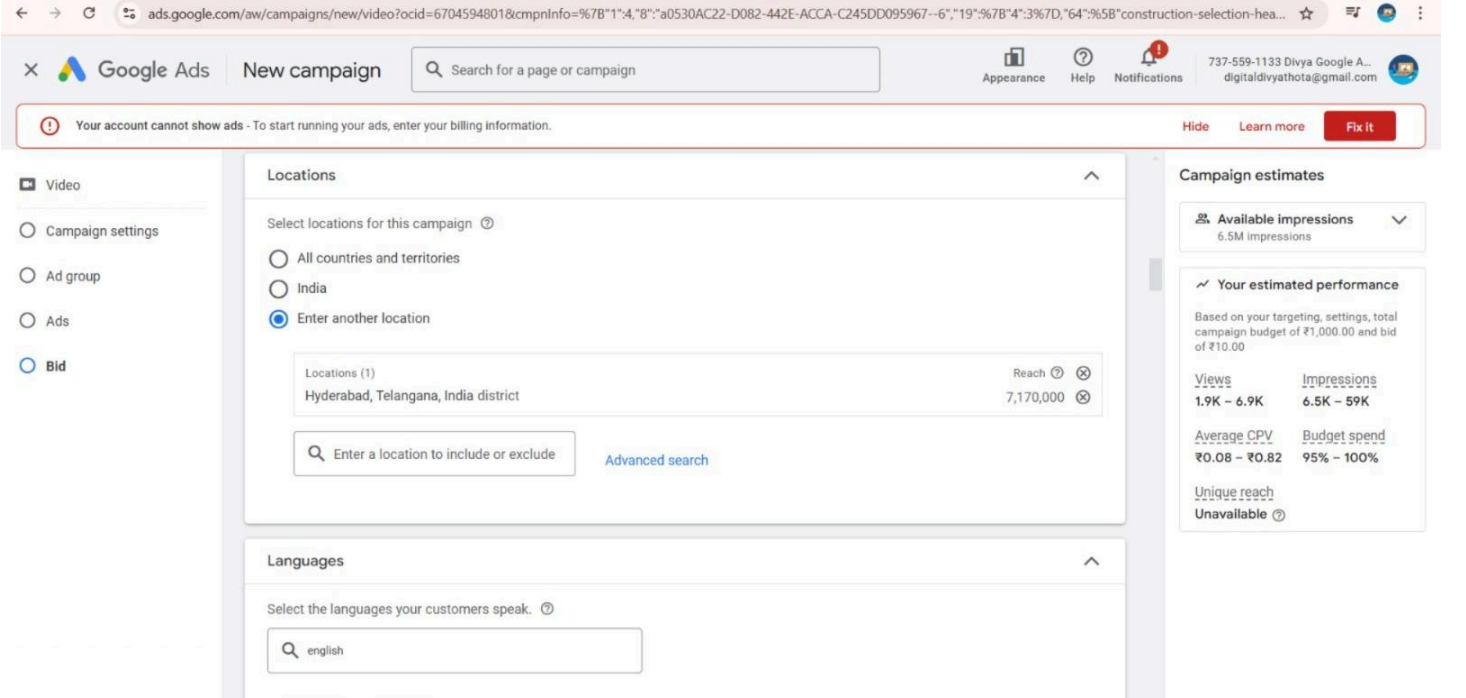 ads.google.com/aw/campaigns/new/video?ocid=6704594801&cmpnInfo=%7B"1":4,"8":"a0530AC22-D082-442E-ACCA-C245DD095967--6","19":%7B"4":3%7D,"64":%5B"construction-selection-hea...
Google Ads
New campaign
Search for a page or campaign
Appearance
Help
Notifications
737-559-1133 Divya Google A...
digitaldivyathota@gmail.com
Your account cannot show ads - To start running your ads, enter your billing information.
Hide
Learn more
Fix it
Video
Campaign settings
Ad group
Ads
Bid
Locations
Select locations for this campaign
All countries and territories
India
Enter another location
Locations (1)
Reach
Hyderabad, Telangana, India district
7,170,000
Enter a location to include or exclude
Advanced search
Languages
Select the languages your customers speak.
english
Campaign estimates
Available impressions
6.5M impressions
Your estimated performance
Based on your targeting, settings, total
campaign budget of ₹1,000.00 and bid
of ₹10.00
Views
Impressions
1.9K – 6.9K
6.5K – 59K
Average CPV
Budget spend
₹0.08 – ₹0.82
95% – 100%
Unique reach
Unavailable